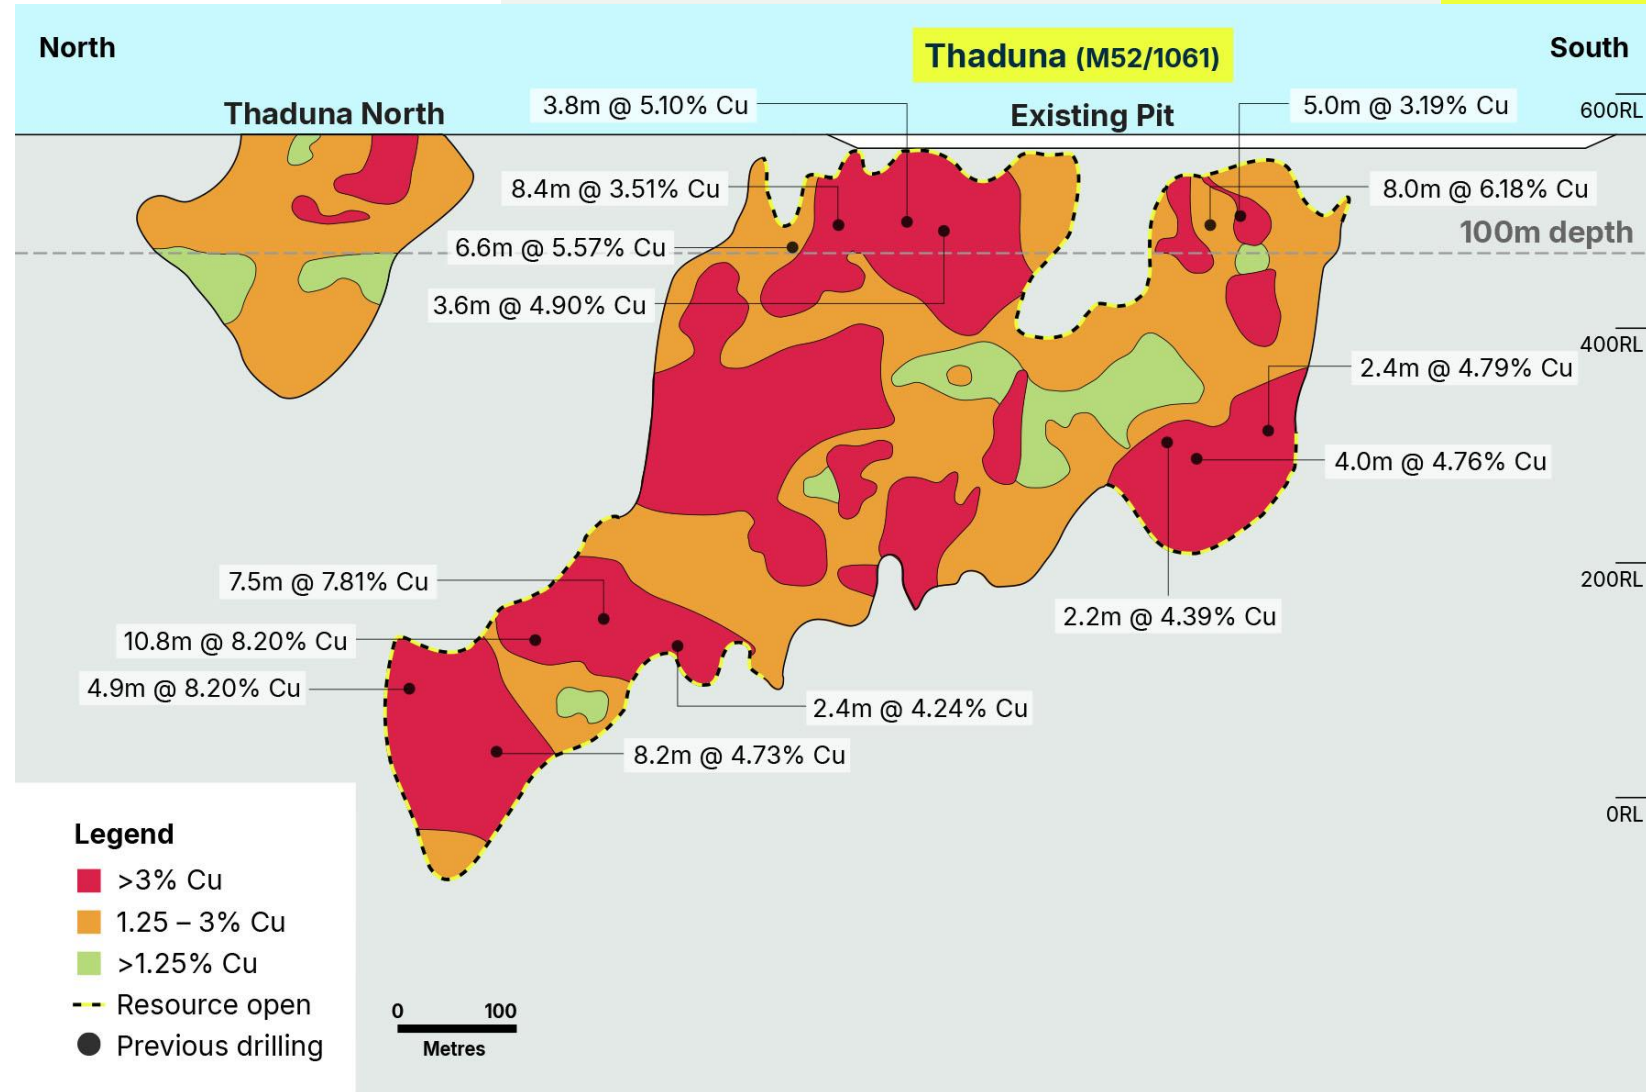 North
Thaduna (M52/1061)
South
Thaduna North
3.8m @ 5.10% Cu
Existing Pit
5.0m @ 3.19% Cu
600RL
8.4m @ 3.51% Cu
8.0m @ 6.18% Cu
100m depth
6.6m @ 5.57% Cu
3.6m @ 4.90% Cu
400RL
2.4m @ 4.79% Cu
4.0m @ 4.76% Cu
7.5m @ 7.81% Cu
200RL
2.2m @ 4.39% Cu
10.8m @ 8.20% Cu
4.9m @ 8.20% Cu
2.4m @ 4.24% Cu
8.2m @ 4.73% Cu
0RL
Legend
>3% Cu
1.25 – 3% Cu
>1.25% Cu
Resource open
Previous drilling
0 100
Metres